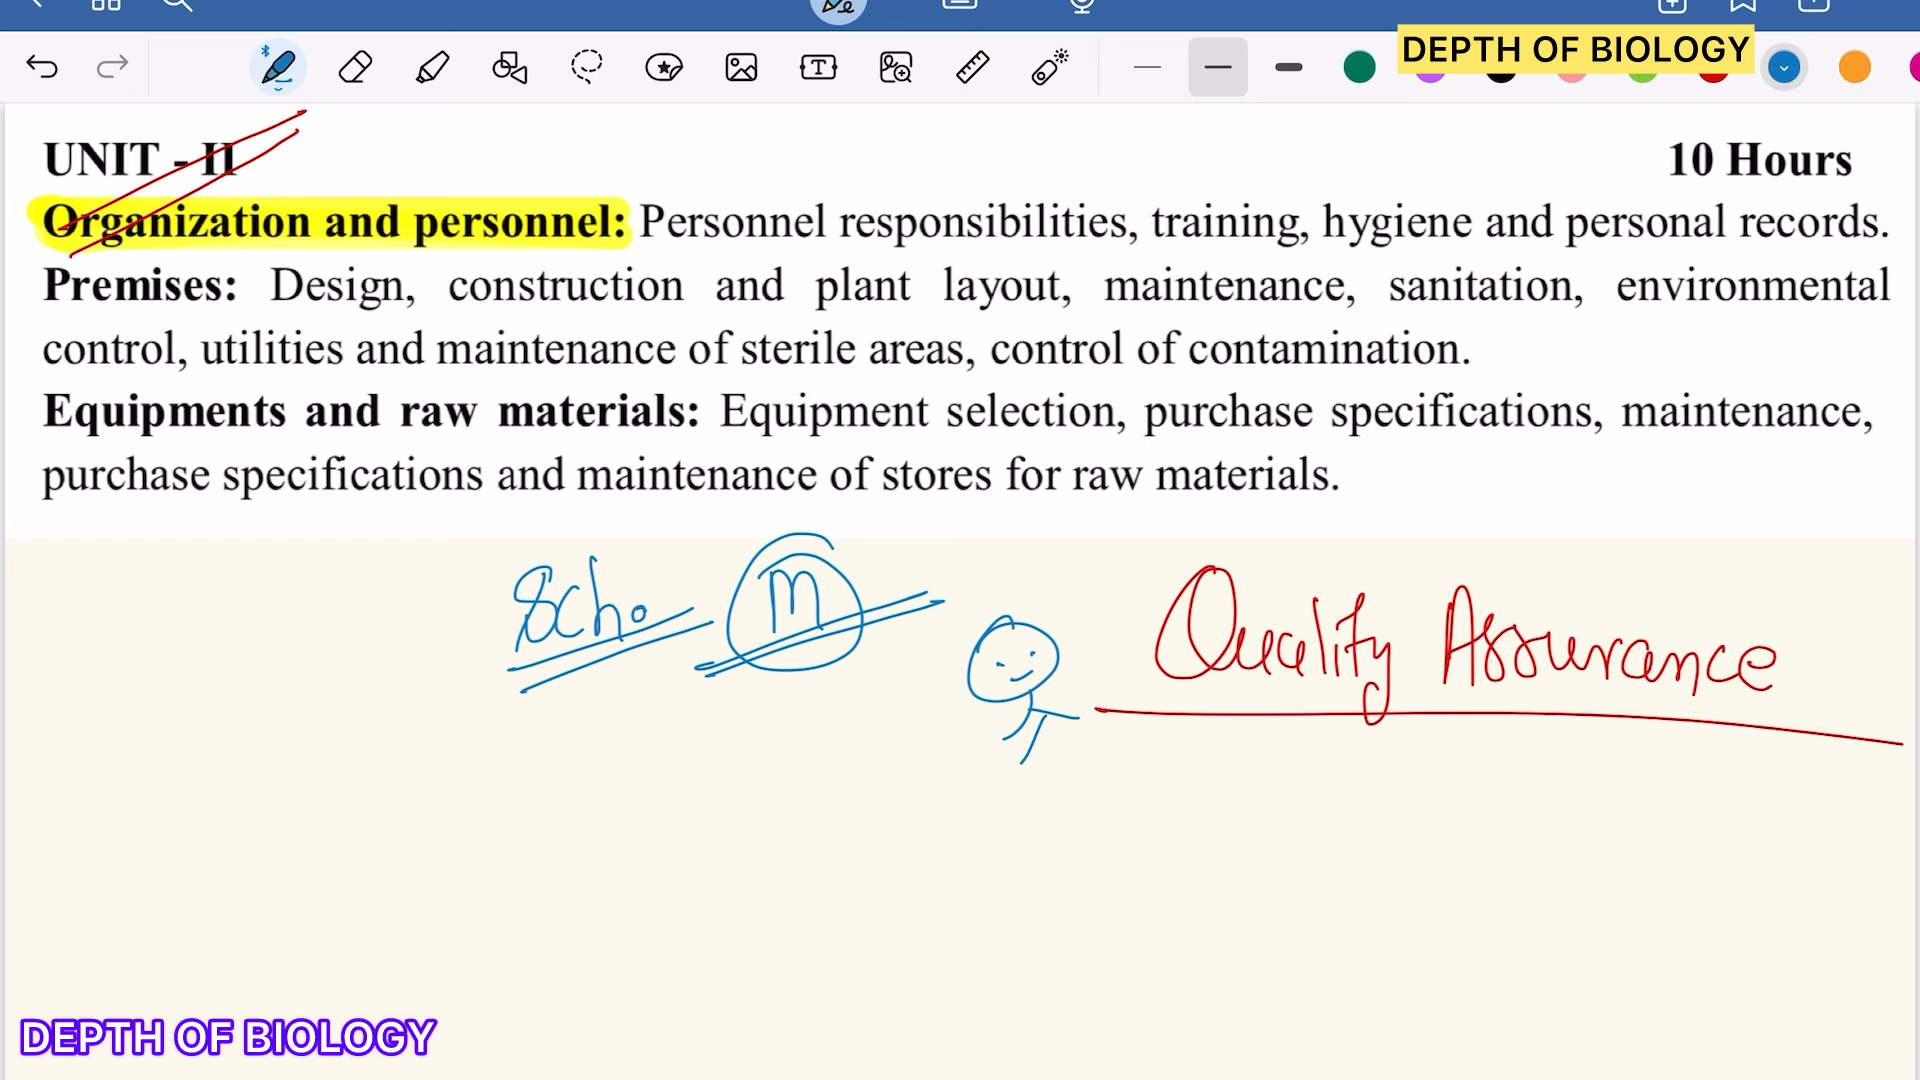 DEPTH OF BIOLOGY
UNIT - II 10 Hours
Organization and personnel: Personnel responsibilities, training, hygiene and personal records.
Premises: Design, construction and plant layout, maintenance, sanitation, environmental
control, utilities and maintenance of sterile areas, control of contamination.
Equipments and raw materials: Equipment selection, purchase specifications, maintenance,
purchase specifications and maintenance of stores for raw materials.
Scho M Quality Assurance
DEPTH OF BIOLOGY